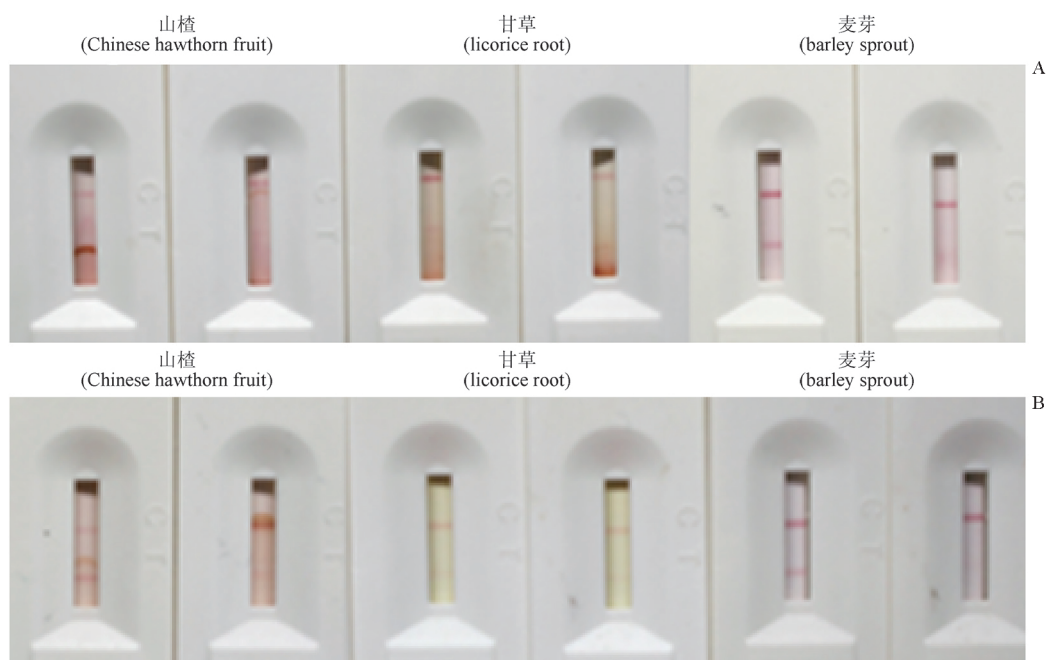 山楂 甘草 麦芽
(Chinese hawthorn fruit) (licorice root) (barley sprout)
A
C T C T C T C T C T C T
山楂 甘草 麦芽
(Chinese hawthorn fruit) (licorice root) (barley sprout)
B
C T C T C T C T C T